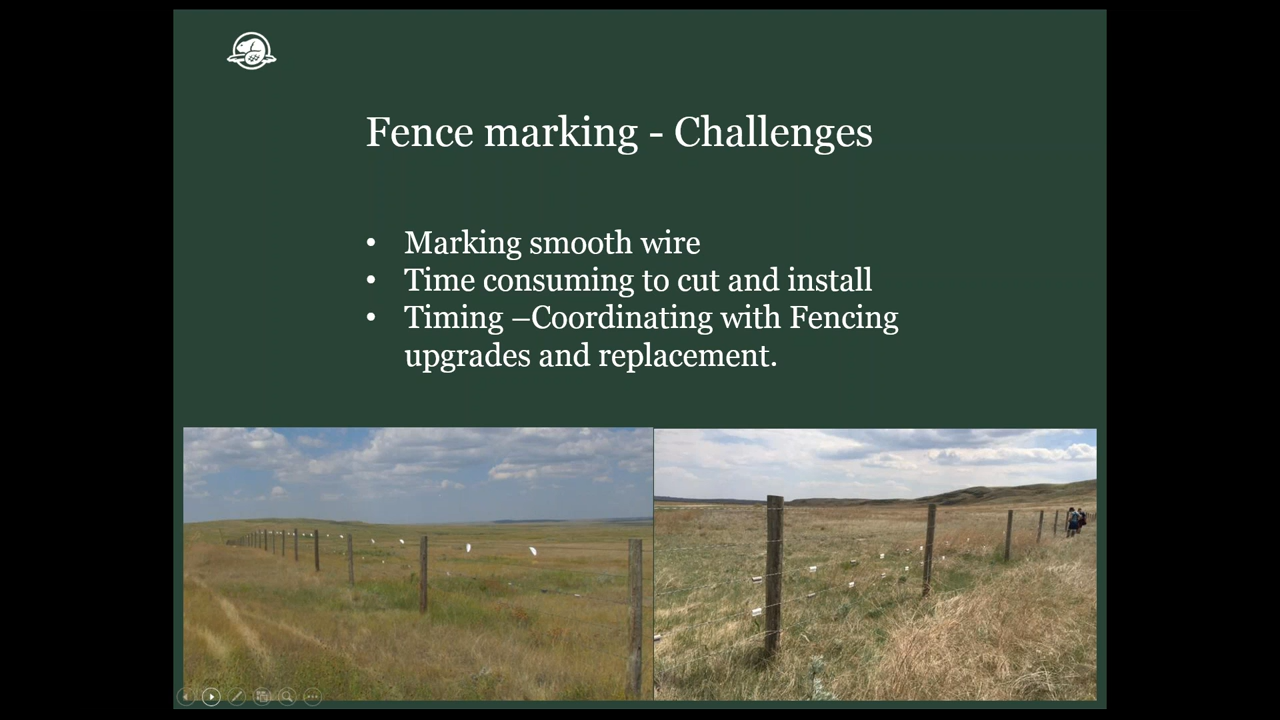 Fence marking - Challenges
• Marking smooth wire
• Time consuming to cut and install
• Timing –Coordinating with Fencing
upgrades and replacement.